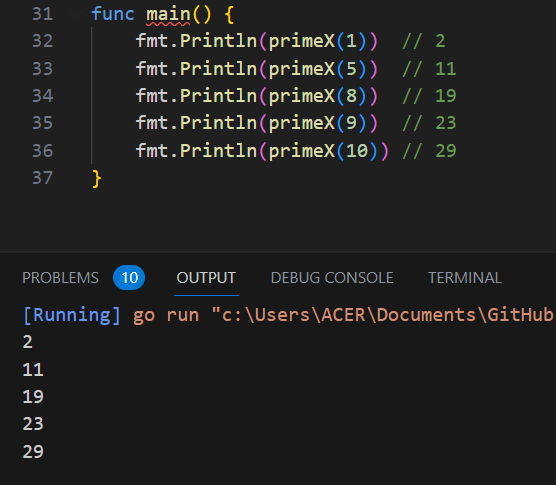 31 func main() {
32 fmt.Println(primeX(1)) // 2
33 fmt.Println(primeX(5)) // 11
34 fmt.Println(primeX(8)) // 19
35 fmt.Println(primeX(9)) // 23
36 fmt.Println(primeX(10)) // 29
37 }
PROBLEMS 10 OUTPUT DEBUG CONSOLE TERMINAL
[Running] go run "c:\Users\ACER\Documents\GitHub
2
11
19
23
29